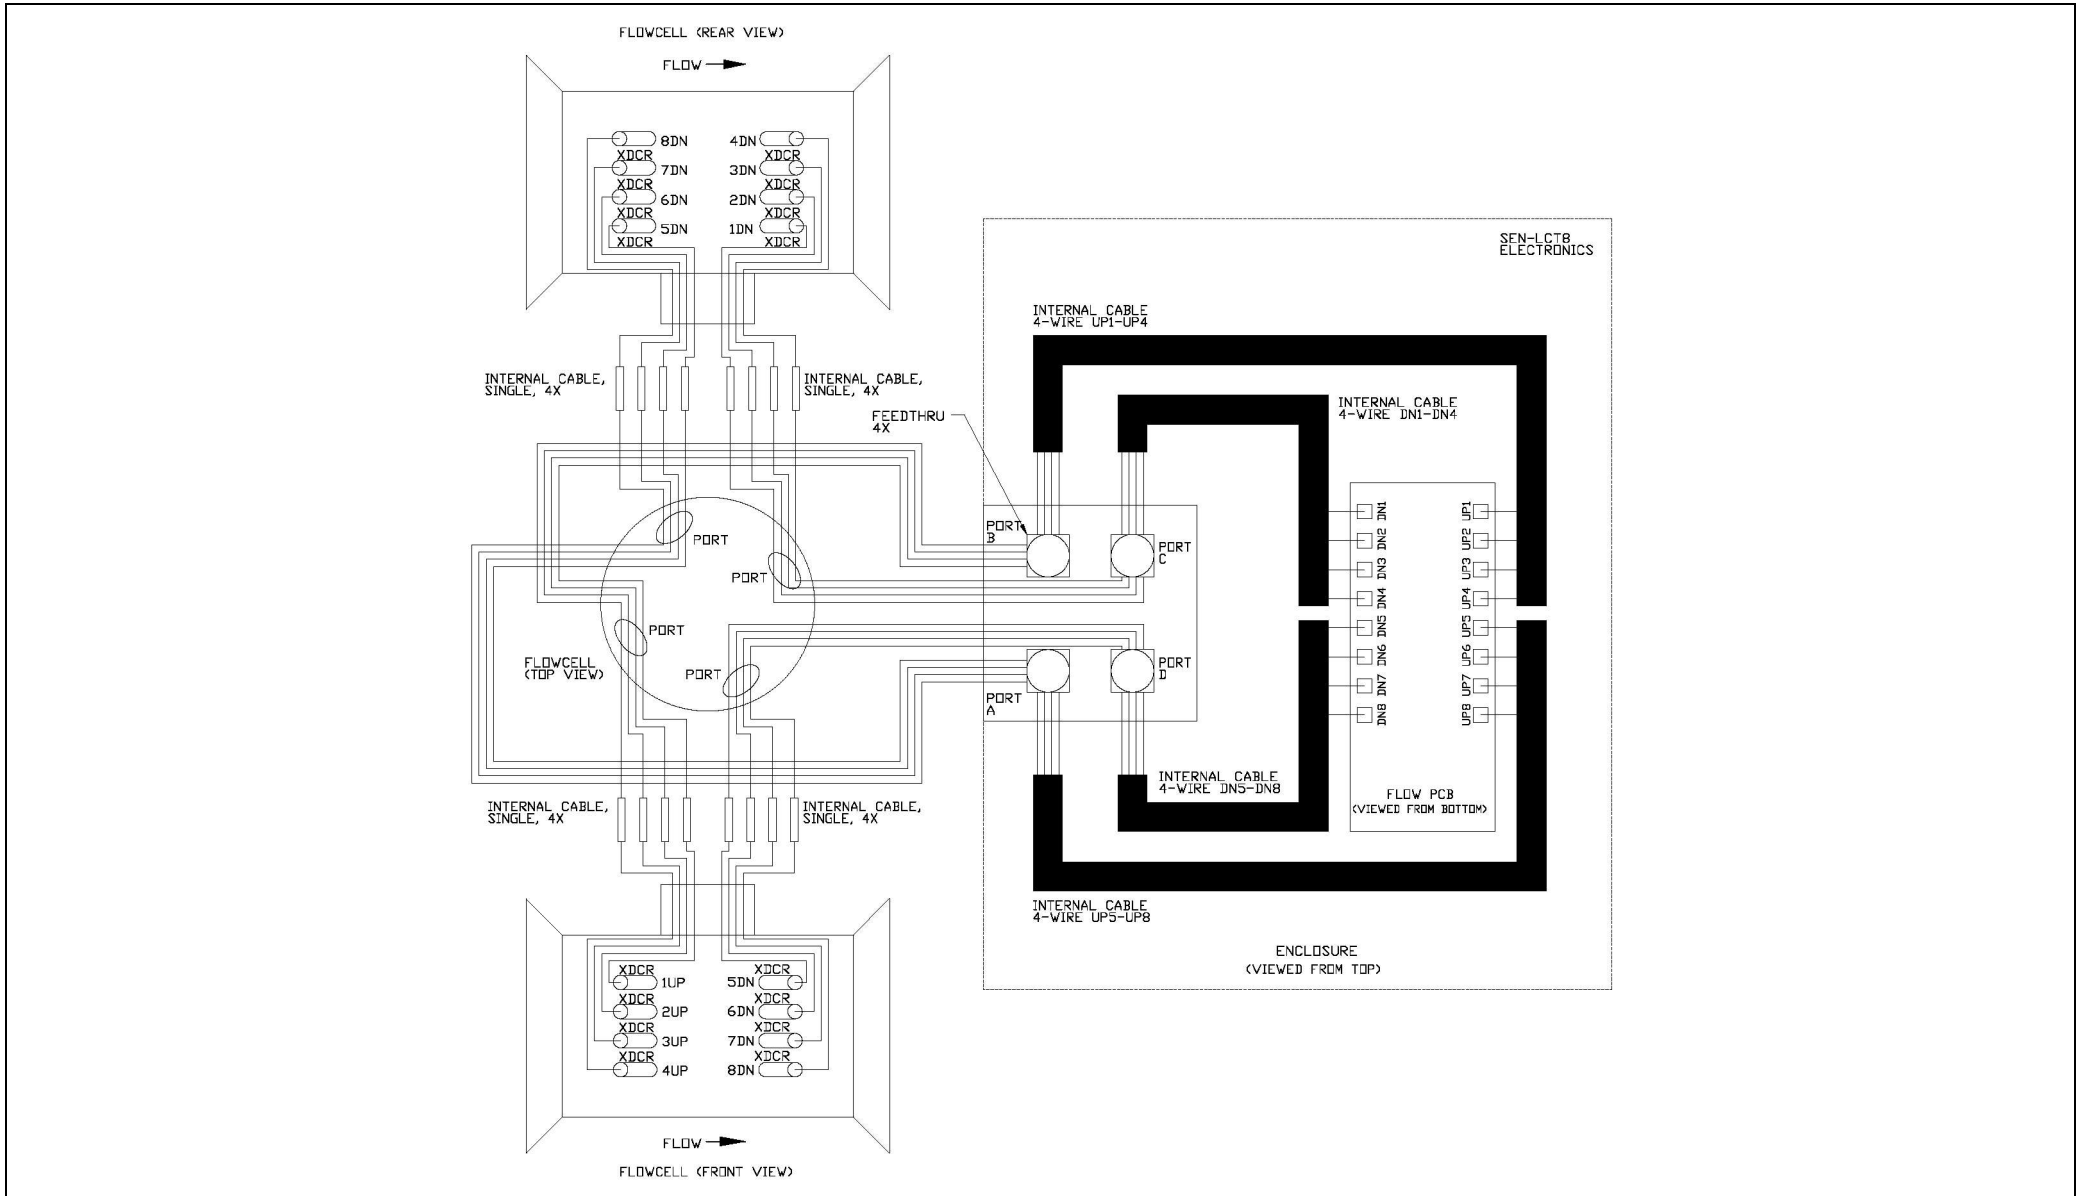 FLOWCELL (REAR VIEW)
FLOW
8DN
4DN
XDCR
XDCR
7DN
3DN
XDCR
XDCR
6DN
2DN
XDCR
XDCR
5DN
1DN
XDCR
XDCR
SEN-LCT8
ELECTRONICS
INTERNAL CABLE
4-WIRE UP1-UP4
INTERNAL CABLE,
SINGLE, 4X
INTERNAL CABLE,
SINGLE, 4X
FEEDTHRU
4X
INTERNAL CABLE
4-WIRE DN1-DN4
PORT
PORT
PORT
PORT
FLOWCELL
(TOP VIEW)
PORT
B
PORT
C
PORT
D
PORT
A
DN1
DN2
DN3
DN4
DN5
DN6
DN7
DN8
UP1
UP2
UP3
UP4
UP5
UP6
UP7
UP8
FLOW PCB
(VIEWED FROM BOTTOM)
INTERNAL CABLE
4-WIRE DN5-DN8
INTERNAL CABLE,
SINGLE, 4X
INTERNAL CABLE,
SINGLE, 4X
INTERNAL CABLE
4-WIRE UP5-UP8
ENCLOSURE
(VIEWED FROM TOP)
XDCR
XDCR
1UP
5DN
XDCR
XDCR
2UP
6DN
XDCR
XDCR
3UP
7DN
XDCR
XDCR
4UP
8DN
FLOW
FLOWCELL (FRONT VIEW)